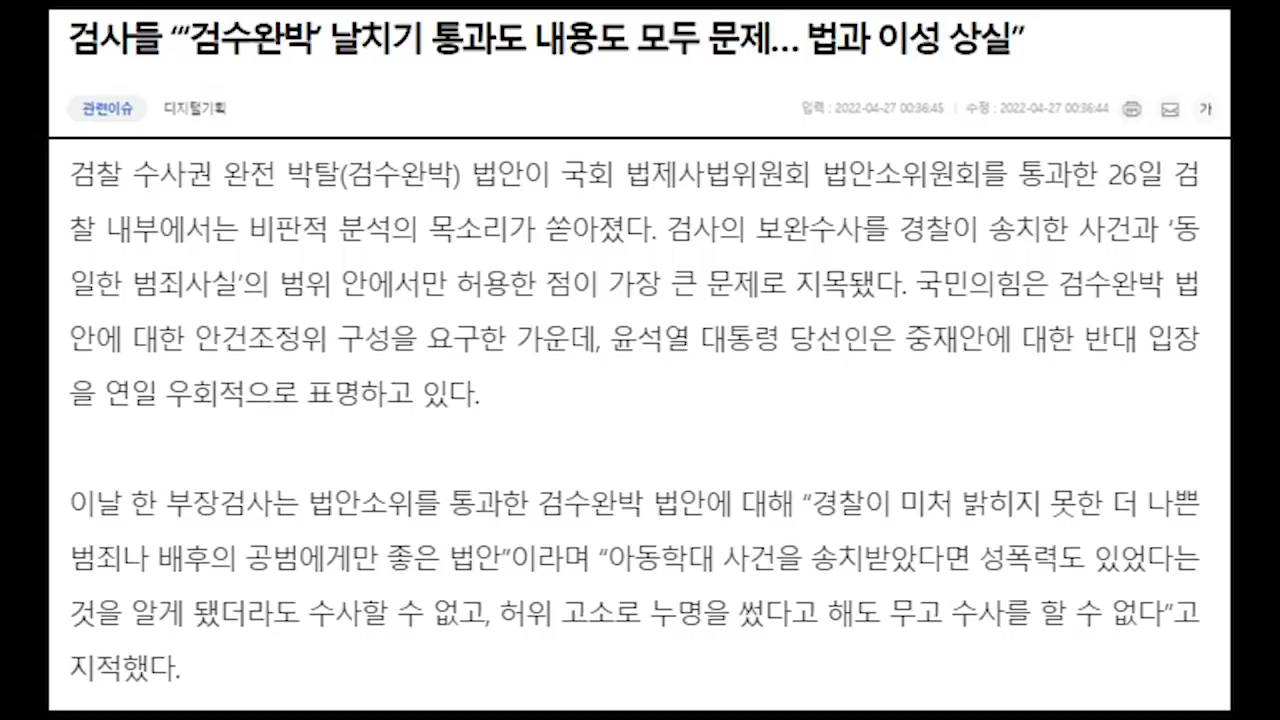 검사들 “‘검수완박’ 날치기 통과도 내용도 모두 문제… 법과 이성 상실”
관련이슈 디지털기획 입력 : 2022-04-27 00:36:45 수정 : 2022-04-27 00:36:44 가
검찰 수사권 완전 박탈(검수완박) 법안이 국회 법제사법위원회 법안소위원회를 통과한 26일 검
찰 내부에서는 비판적 분석의 목소리가 쏟아졌다. 검사의 보완수사를 경찰이 송치한 사건과 ‘동
일한 범죄사실’의 범위 안에서만 허용한 점이 가장 큰 문제로 지목됐다. 국민의힘은 검수완박 법
안에 대한 안건조정위 구성을 요구한 가운데, 윤석열 대통령 당선인은 중재안에 대한 반대 입장
을 연일 우회적으로 표명하고 있다.
이날 한 부장검사는 법안소위를 통과한 검수완박 법안에 대해 “경찰이 미처 밝히지 못한 더 나쁜
범죄나 배후의 공범에게만 좋은 법안”이라며 “아동학대 사건을 송치받았다면 성폭력도 있었다는
것을 알게 됐더라도 수사할 수 없고, 허위 고소로 누명을 썼다고 해도 무고 수사를 할 수 없다”고
지적했다.